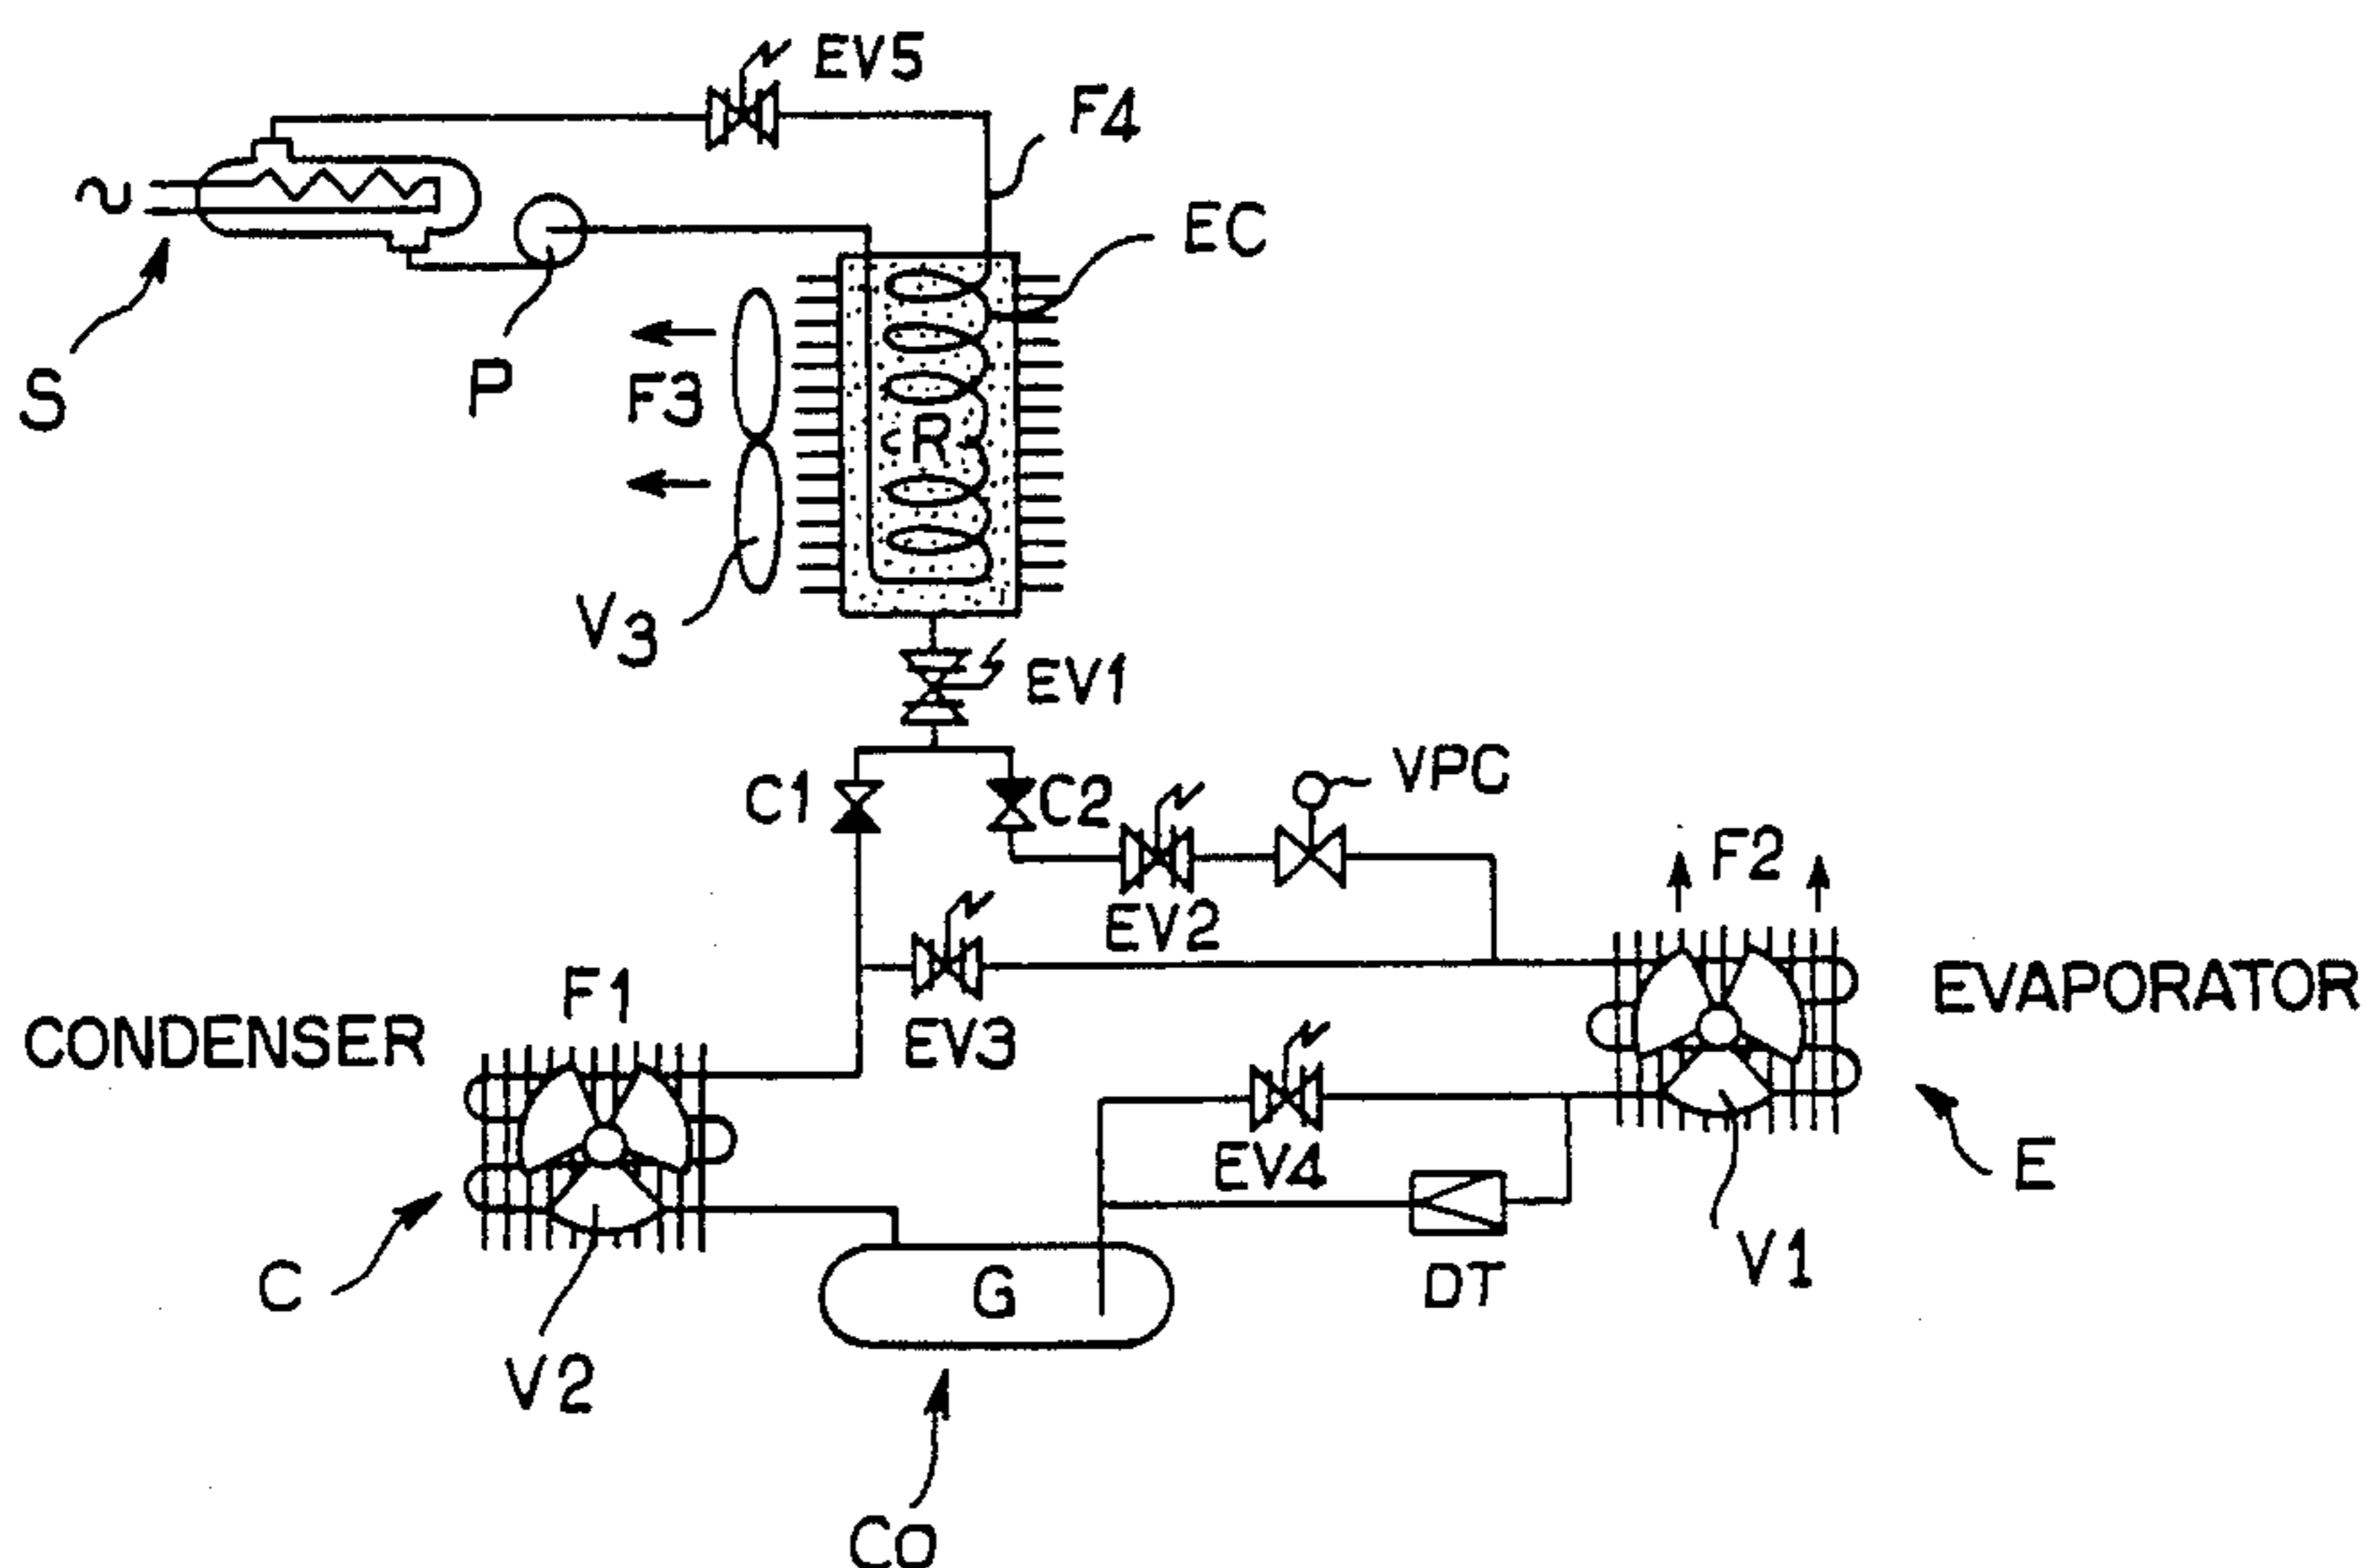 EV5
F4
EC
S
P
F3
R
V3
EV1
C1
C2
VPC
EV2
F2
F1
CONDENSER
EV3
EVAPORATOR
EV4
E
C
G
DT
V1
V2
Co